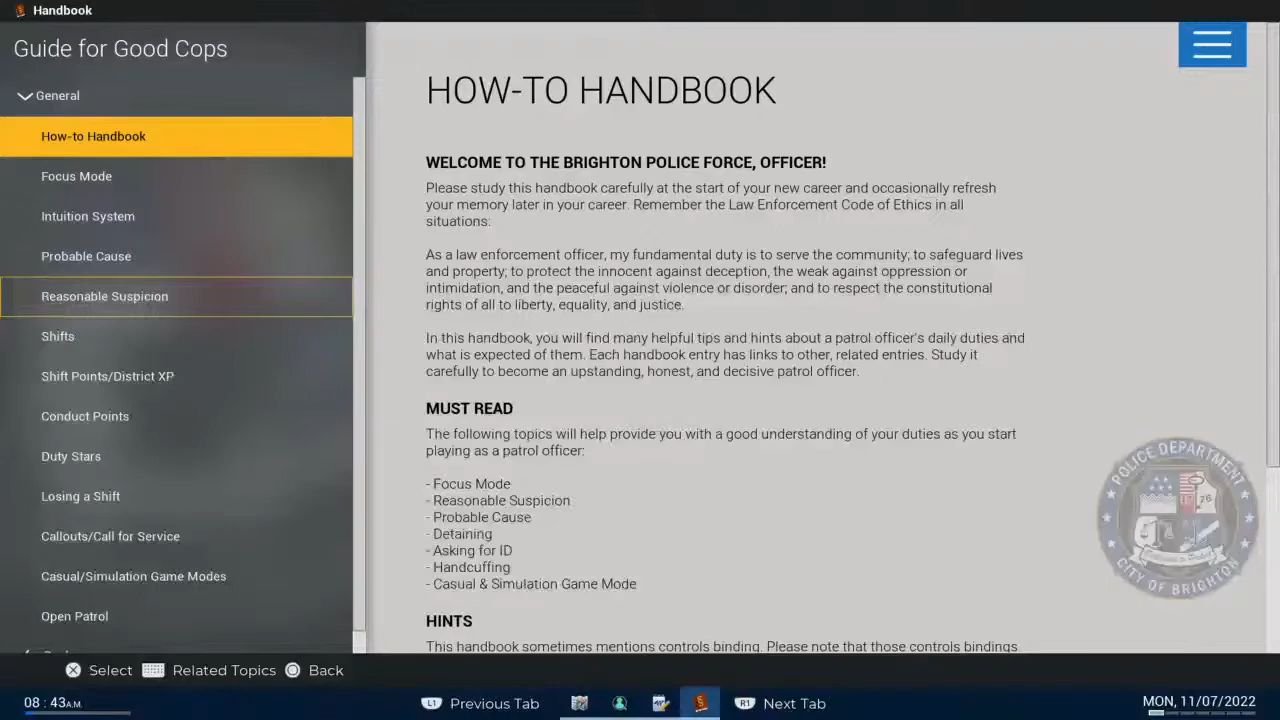 Handbook
Guide for Good Cops
General
How-to Handbook
Focus Mode
Intuition System
Probable Cause
Reasonable Suspicion
Shifts
Shift Points/District XP
Conduct Points
Duty Stars
Losing a Shift
Callouts/Call for Service
Casual/Simulation Game Modes
Open Patrol
HOW-TO HANDBOOK
WELCOME TO THE BRIGHTON POLICE FORCE, OFFICER!
Please study this handbook carefully at the start of your new career and occasionally refresh
your memory later in your career. Remember the Law Enforcement Code of Ethics in all
situations:
As a law enforcement officer, my fundamental duty is to serve the community; to safeguard lives
and property; to protect the innocent against deception, the weak against oppression or
intimidation, and the peaceful against violence or disorder; and to respect the constitutional
rights of all to liberty, equality, and justice.
In this handbook, you will find many helpful tips and hints about a patrol officer's daily duties and
what is expected of them. Each handbook entry has links to other, related entries. Study it
carefully to become an upstanding, honest, and decisive patrol officer.
MUST READ
The following topics will help provide you with a good understanding of your duties as you start
playing as a patrol officer:
- Focus Mode
- Reasonable Suspicion
- Probable Cause
- Detaining
- Asking for ID
- Handcuffing
- Casual & Simulation Game Mode
HINTS
This handbook sometimes mentions controls binding. Please note that those controls bindings
POLICE DEPARTMENT
17 76
CITY OF BRIGHTON
Select Related Topics Back
08 : 43 A.M.
L1 Previous Tab R1 Next Tab
MON, 11/07/2022